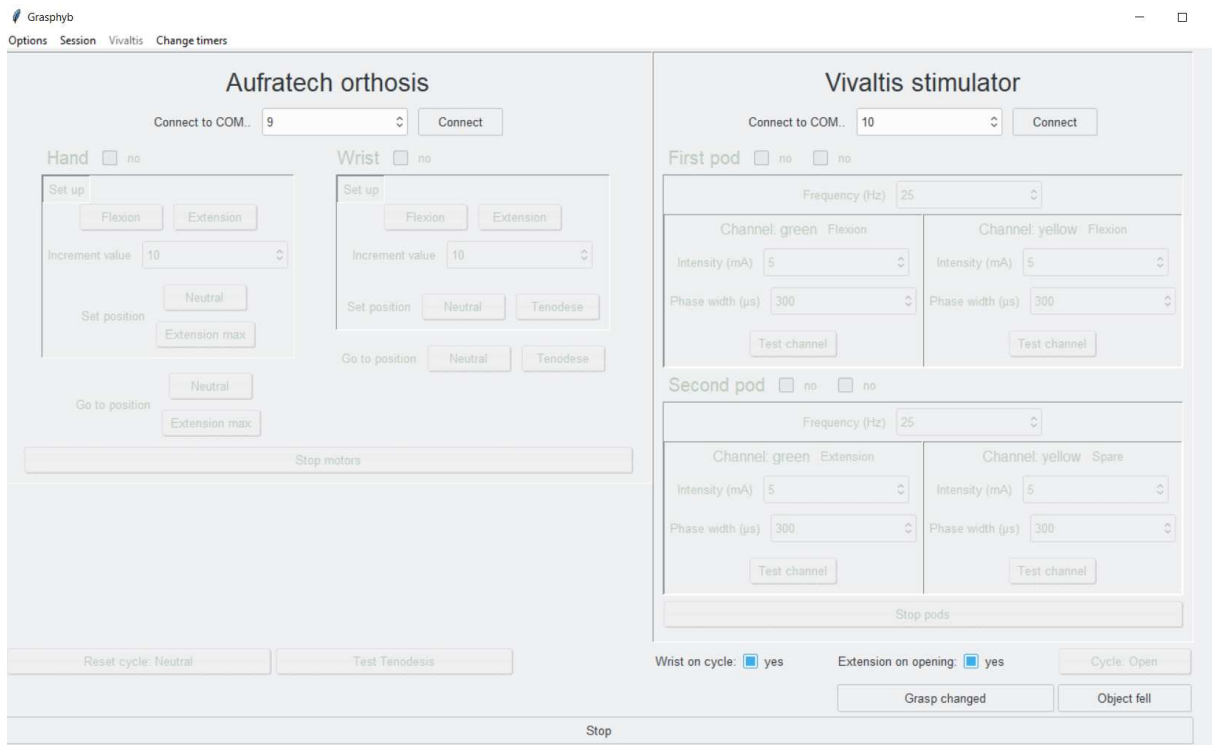 Grasphyb
Options Session Vivaltis Change timers
Aufratech orthosis
Connect to COM.. 9 Connect
Hand no
Set up
Flexion Extension
Increment value 10
Set position
Neutral
Extension max
Go to position
Neutral
Extension max
Wrist no
Set up
Flexion Extension
Increment value 10
Set position Neutral Tenodese
Go to position Neutral Tenodese
Stop motors
Vivaltis stimulator
Connect to COM.. 10 Connect
First pod no no
Frequency (Hz) 25
Channel: green Flexion
Intensity (mA) 5
Phase width (µs) 300
Test channel
Channel: yellow Flexion
Intensity (mA) 5
Phase width (µs) 300
Test channel
Second pod no no
Frequency (Hz) 25
Channel: green Extension
Intensity (mA) 5
Phase width (µs) 300
Test channel
Channel: yellow Spare
Intensity (mA) 5
Phase width (µs) 300
Test channel
Stop pods
Reset cycle: Neutral Test Tenodesis
Wrist on cycle: yes Extension on opening: yes Cycle: Open
Grasp changed Object fell
Stop